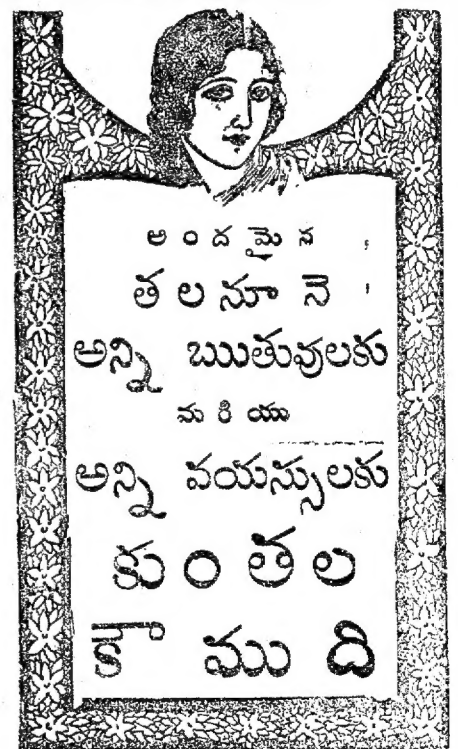 అందమైన
తలనూనె
అన్ని ఋతువులకు
మరియు
అన్ని వయస్సులకు
కుంతల
కౌముది